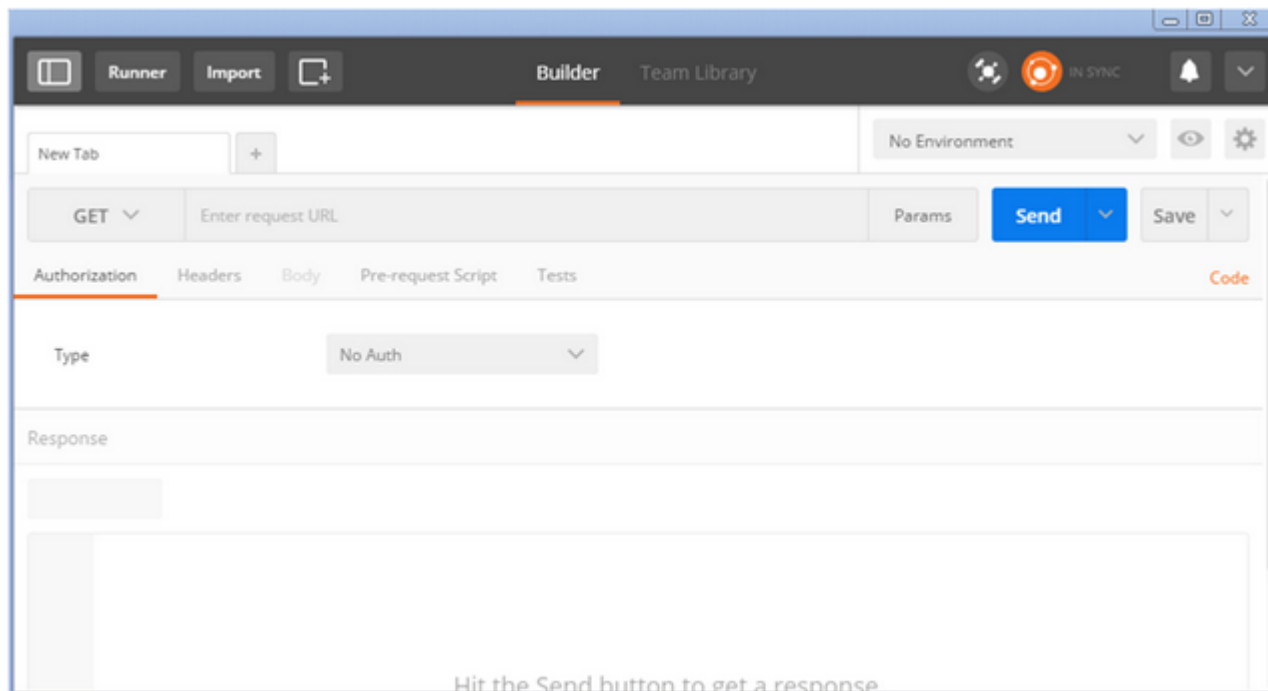 Runner Import Builder Team Library IN SYNC
New Tab + No Environment
GET Enter request URL Params Send Save
Authorization Headers Body Pre-request Script Tests Code
Type No Auth
Response
Hit the Send button to get a response